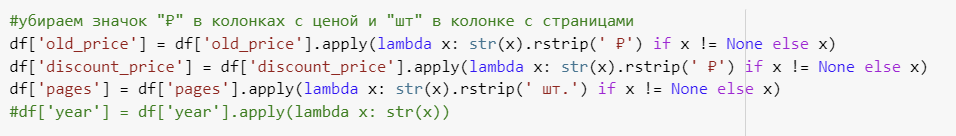 #убираем значок "₽" в колонках с ценой и "шт" в колонке с страницами
df['old_price'] = df['old_price'].apply(lambda x: str(x).rstrip(' ₽') if x != None else x)
df['discount_price'] = df['discount_price'].apply(lambda x: str(x).rstrip(' ₽') if x != None else x)
df['pages'] = df['pages'].apply(lambda x: str(x).rstrip(' шт.') if x != None else x)
#df['year'] = df['year'].apply(lambda x: str(x))